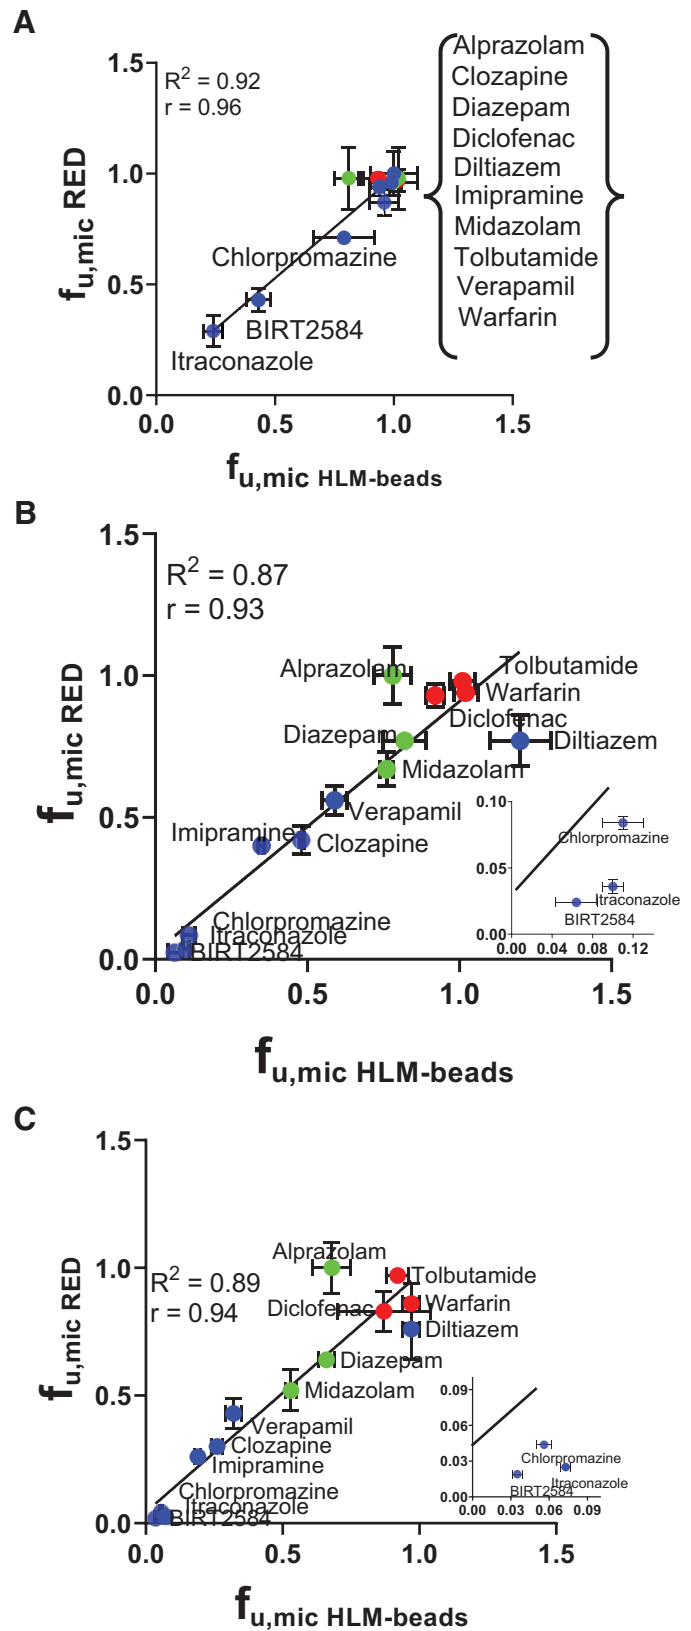 A
1.5
R2 = 0.92
r = 0.96
1.0
0.5
0.0
0.0
0.5
1.0
1.5
fu,mic RED
fu,mic HLM-beads
Chlorpromazine
BIRT2584
Itraconazole
Alprazolam
Clozapine
Diazepam
Diclofenac
Diltiazem
Imipramine
Midazolam
Tolbutamide
Verapamil
Warfarin
B
1.5
R2 = 0.87
r = 0.93
1.0
0.5
0.0
0.0
0.5
1.0
1.5
fu,mic RED
fu,mic HLM-beads
Alprazolam
Tolbutamide
Warfarin
Diclofenac
Diazepam
Diltiazem
Midazolam
Verapamil
Imipramine
Clozapine
Chlorpromazine
Itraconazole
BIRT2584
0.10
0.05
0.00
0.00
0.04
0.08
0.12
Chlorpromazine
Itraconazole
BIRT2584
C
1.5
1.0
0.5
0.0
0.0
0.5
1.0
1.5
R2 = 0.89
r = 0.94
fu,mic RED
fu,mic HLM-beads
Alprazolam
Tolbutamide
Diclofenac
Warfarin
Diltiazem
Diazepam
Midazolam
Verapamil
Clozapine
Imipramine
Chlorpromazine
Itraconazole
BIRT2584
0.09
0.06
0.03
0.00
0.00
0.03
0.06
0.09
Chlorpromazine
Itraconazole
BIRT2584